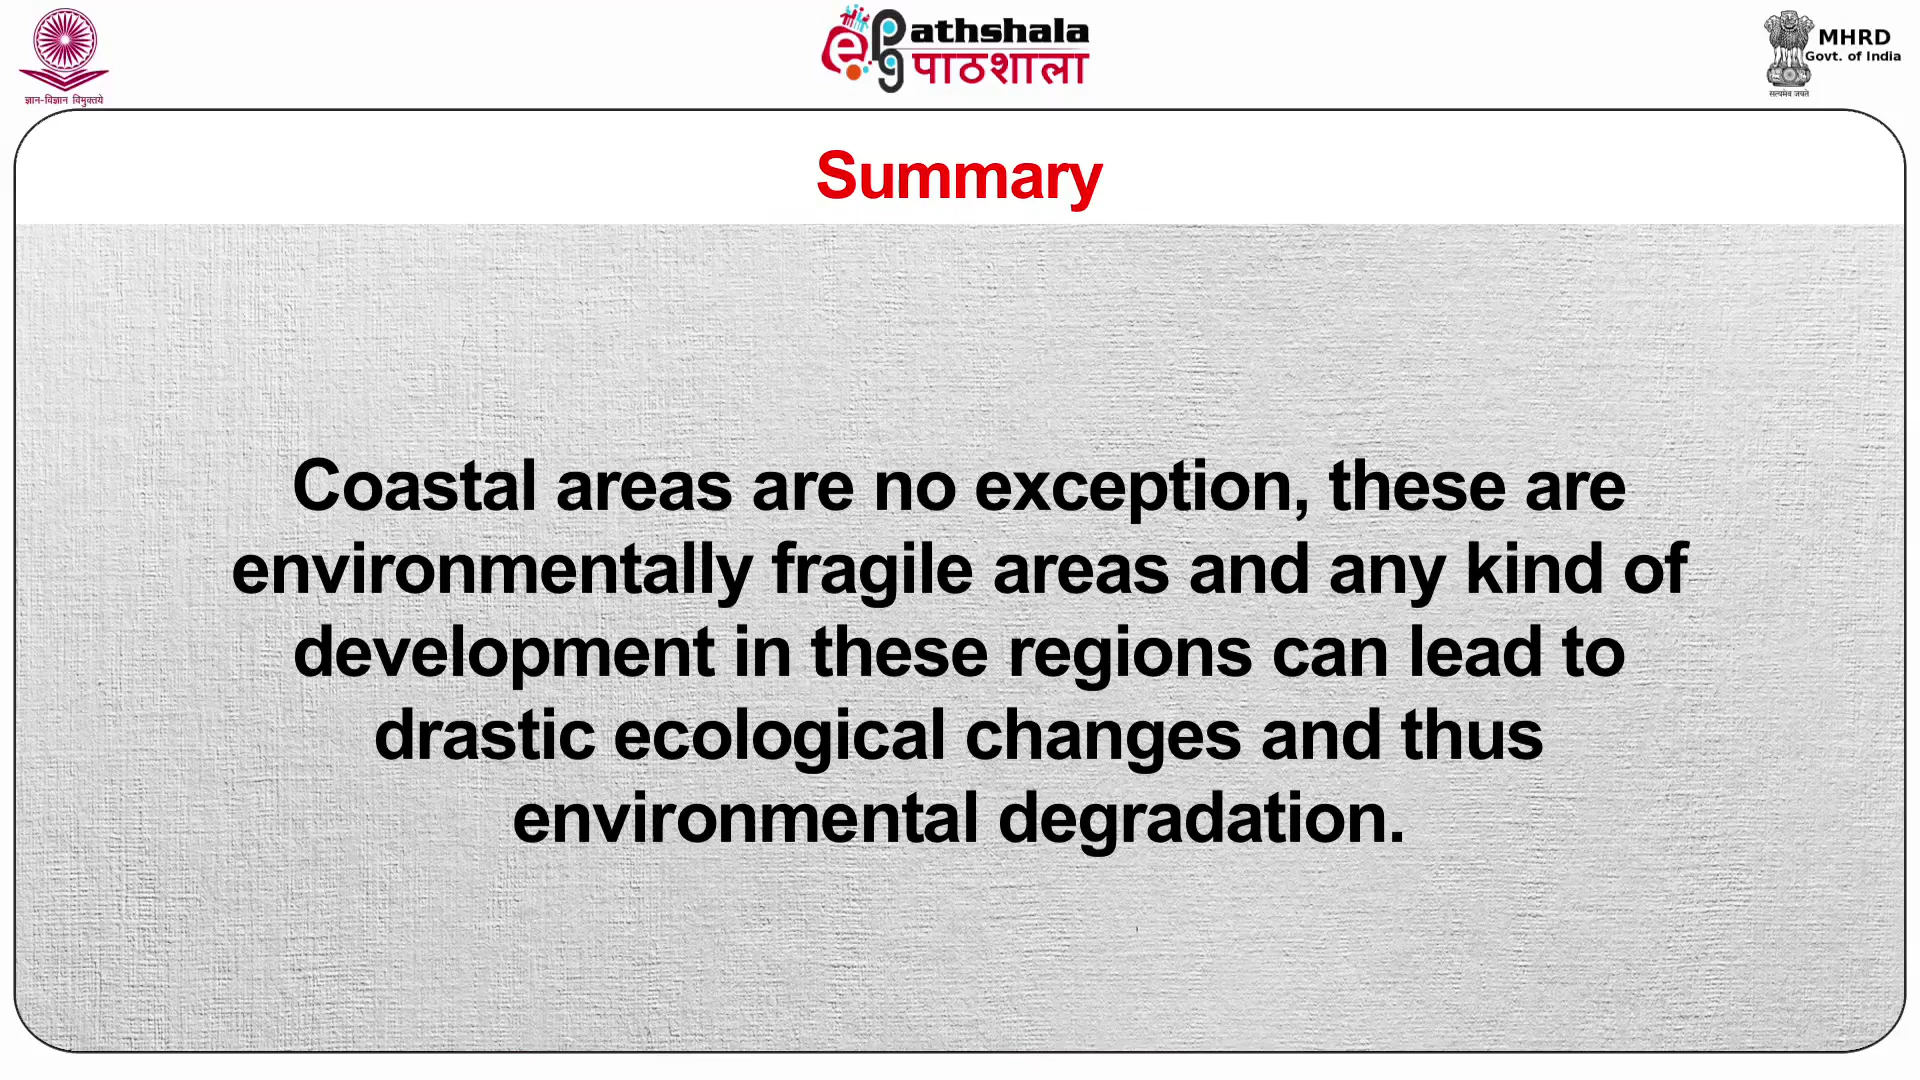 ज्ञान-विज्ञान विमुक्तये
e PG athshala
पाठशाला
MHRD
Govt. of India
सत्यमेव जयते
Summary
Coastal areas are no exception, these are
environmentally fragile areas and any kind of
development in these regions can lead to
drastic ecological changes and thus
environmental degradation.